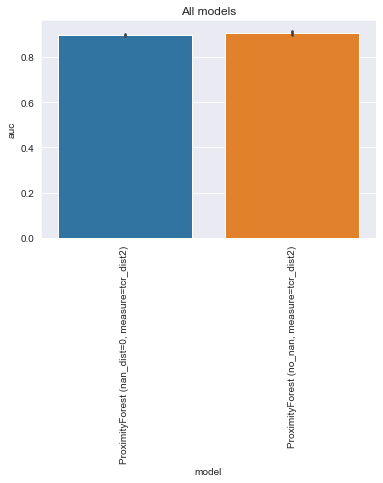 All models
auc
0.8
0.6
0.4
0.2
0.0
ProximityForest (nan_dist=0, measure=tcr_dist2)
ProximityForest (no_nan, measure=tcr_dist2)
model